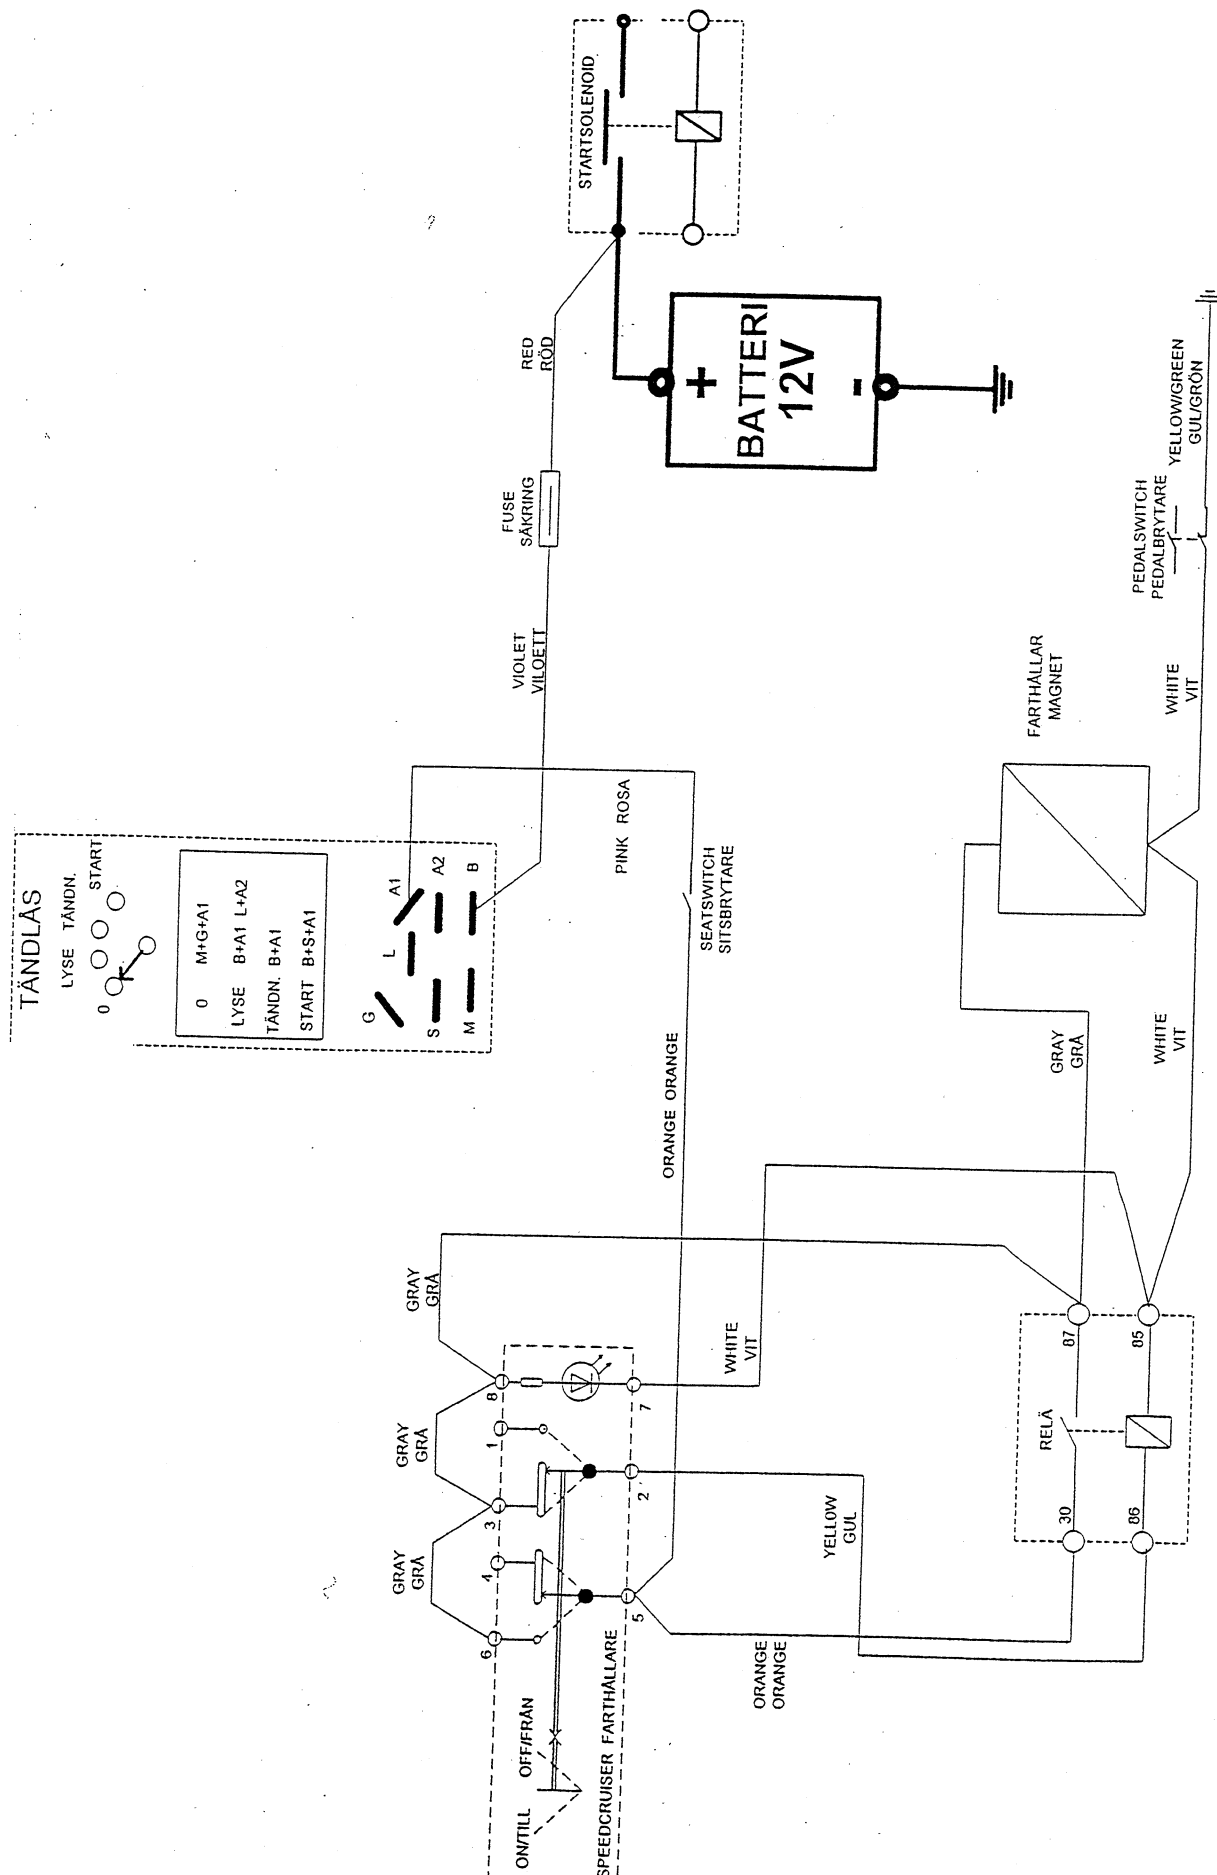 TÄNDLÅS
LYSE TÄNDN.
0
START
0 M+G+A1
LYSE B+A1 L+A2
TÄNDN. B+A1
START B+S+A1
G
L
A1
S
A2
M
B
STARTSOLENOID
RED
RÖD
FUSE
SÄKRING
VIOLET
VILOETT
BATTERI
12V
+
-
PINK ROSA
SEATSWITCH
SITSBRYTARE
ORANGE ORANGE
YELLOW/GREEN
GUL/GRÖN
PEDALSWITCH
PEDALBRYTARE
FARTHÅLLAR
MAGNET
WHITE
VIT
GRAY
GRÅ
WHITE
VIT
GRAY
GRÅ
GRAY
GRÅ
GRAY
GRÅ
WHITE
VIT
YELLOW
GUL
ORANGE
ORANGE
6
4
3
1
8
5
2
7
ON/TILL
OFF/FRÅN
SPEEDCRUISER FARTHÅLLARE
RELÄ
30
87
86
85